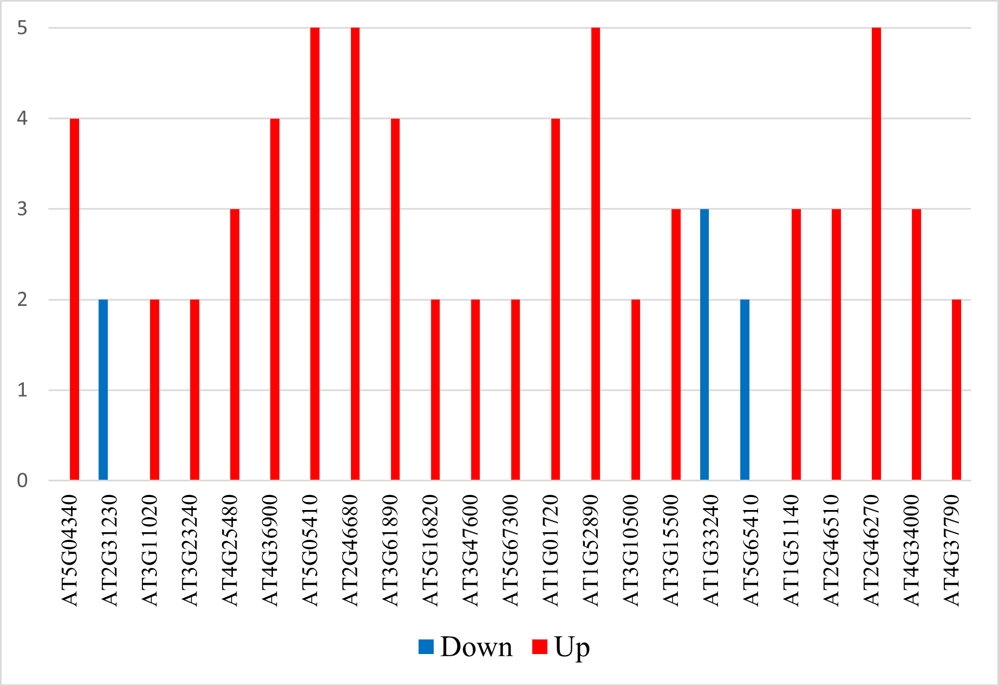 5
4
3
2
1
0
AT5G04340
AT2G31230
AT3G11020
AT3G23240
AT4G25480
AT4G36900
AT5G05410
AT2G46680
AT3G61890
AT5G16820
AT3G47600
AT5G67300
AT1G01720
AT1G52890
AT3G10500
AT3G15500
AT1G33240
AT5G65410
AT1G51140
AT2G46510
AT2G46270
AT4G34000
AT4G37790
Down Up